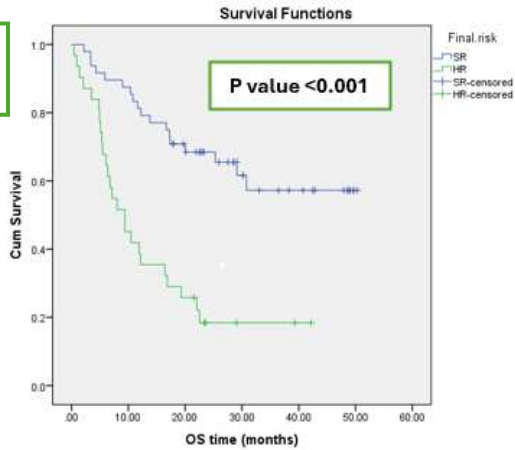 Survival Functions
Final.risk
SR
HR
SR-censored
HR-censored
P value <0.001
Cum Survival
1.0
0.8
0.6
0.4
0.2
0.0
.00 10.00 20.00 30.00 40.00 50.00 60.00
OS time (months)